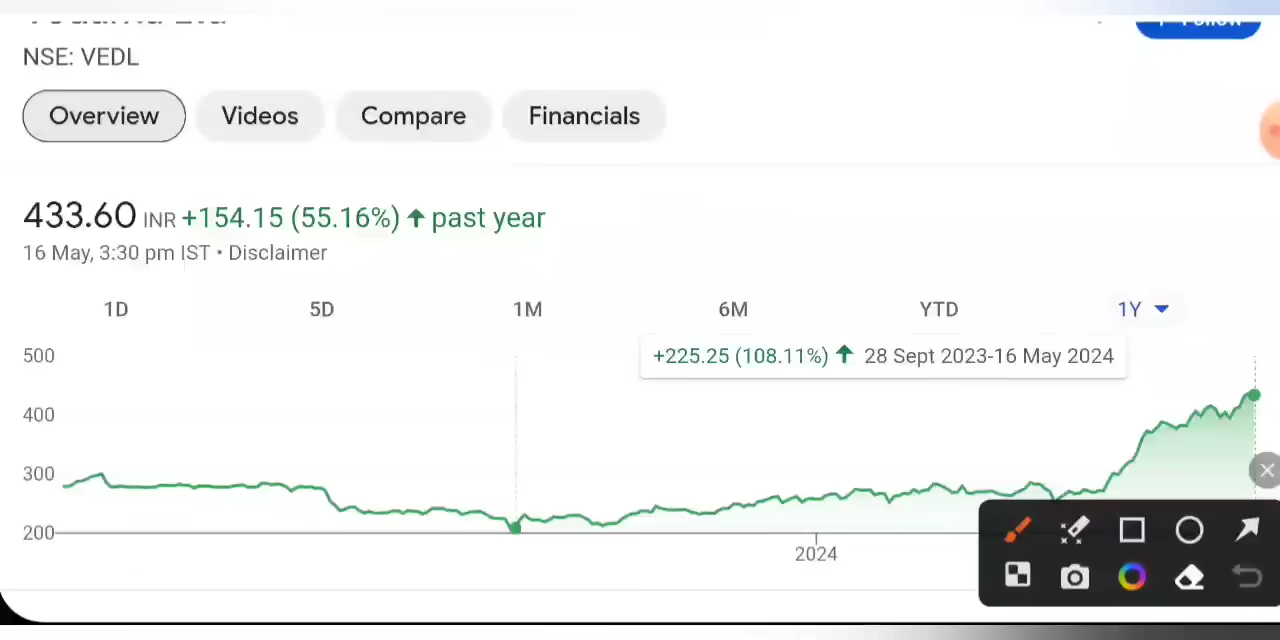 NSE: VEDL
Overview Videos Compare Financials
433.60 INR +154.15 (55.16%) ↑ past year
16 May, 3:30 pm IST • Disclaimer
1D 5D 1M 6M YTD 1Y
+225.25 (108.11%) ↑ 28 Sept 2023-16 May 2024
500
400
300
200
2024